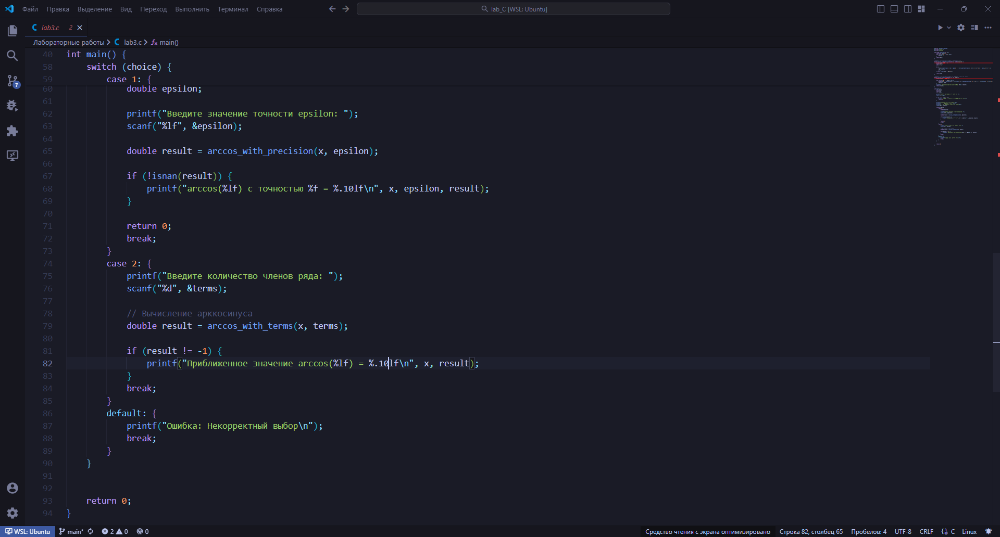 Файл Правка Выделение Вид Переход Выполнить Терминал Справка lab_C [WSL: Ubuntu]
lab3.c 2
Лабораторные работы > lab3.c > main()
40 int main() {
58 switch (choice) {
59 case 1: {
60 double epsilon;
61
62 printf("Введите значение точности epsilon: ");
63 scanf("%lf", &epsilon);
64
65 double result = arccos_with_precision(x, epsilon);
66
67 if (!isnan(result)) {
68 printf("arccos(%lf) с точностью %f = %.10lf\n", x, epsilon, result);
69 }
70
71 return 0;
72 break;
73 }
74 case 2: {
75 printf("Введите количество членов ряда: ");
76 scanf("%d", &terms);
77
78 // Вычисление арккосинуса
79 double result = arccos_with_terms(x, terms);
80
81 if (result != -1) {
82 printf("Приближенное значение arccos(%lf) = %.10lf\n", x, result);
83 }
84 break;
85 }
86 default: {
87 printf("Ошибка: Некорректный выбор\n");
88 break;
89 }
90 }
91
92
93 return 0;
94 }
7
WSL: Ubuntu main* 2 0 0 Средство чтения с экрана оптимизировано Строка 82, столбец 65 Пробелов: 4 UTF-8 CRLF C Linux